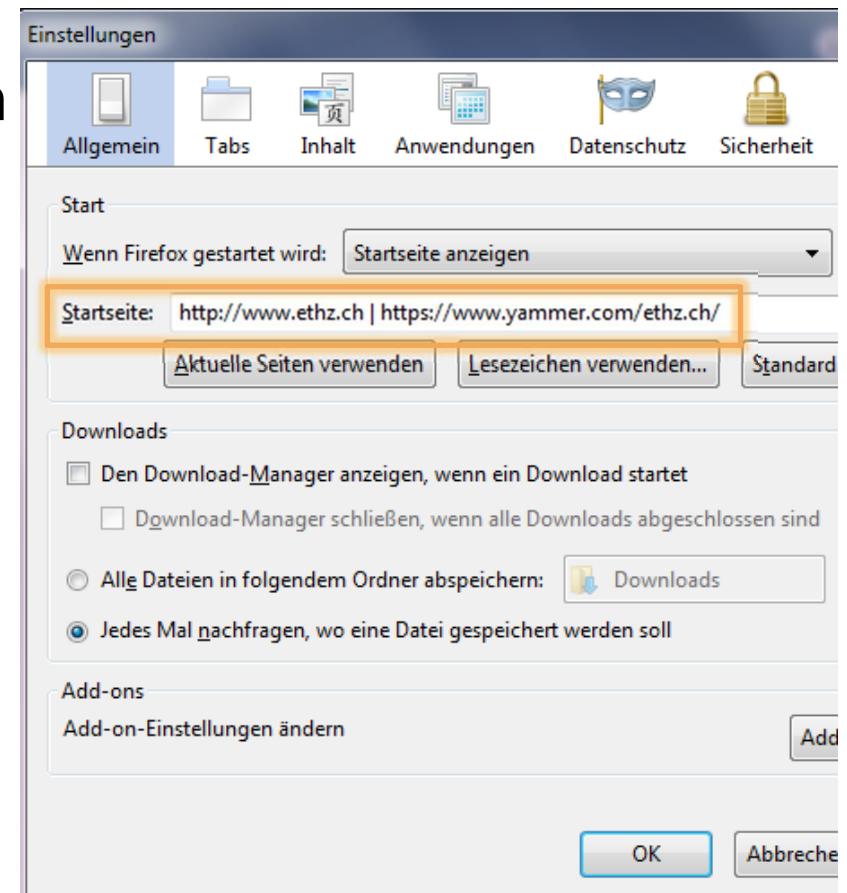 Einstellungen
n
页
Allgemein Tabs Inhalt Anwendungen Datenschutz Sicherheit
Start
Wenn Firefox gestartet wird: Startseite anzeigen
Startseite: http://www.ethz.ch | https://www.yammer.com/ethz.ch/
Aktuelle Seiten verwenden Lesezeichen verwenden... Standard
Downloads
Den Download-Manager anzeigen, wenn ein Download startet
Download-Manager schließen, wenn alle Downloads abgeschlossen sind
Alle Dateien in folgendem Ordner abspeichern: Downloads
Jedes Mal nachfragen, wo eine Datei gespeichert werden soll
Add-ons
Add-on-Einstellungen ändern
Add
OK Abbreche